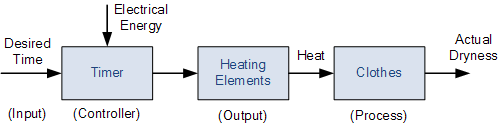 Electrical
Energy
Desired
Time
Timer
Heating
Elements
Heat
Clothes
Actual
Dryness
(Input)
(Controller)
(Output)
(Process)